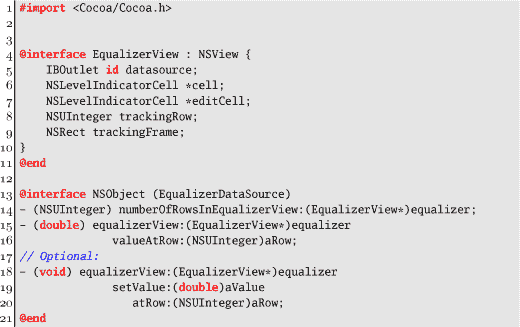 1 #import <Cocoa/Cocoa.h>
2
3
4 @interface EqualizerView : NSView {
5     IBOutlet id datasource;
6     NSLevelIndicatorCell *cell;
7     NSLevelIndicatorCell *editCell;
8     NSUInteger trackingRow;
9     NSRect trackingFrame;
10 }
11 @end
12
13 @interface NSObject (EqualizerDataSource)
14 - (NSUInteger) numberOfRowsInEqualizerView:(EqualizerView*)equalizer;
15 - (double) equalizerView:(EqualizerView*)equalizer
16               valueAtRow:(NSUInteger)aRow;
17 // Optional:
18 - (void) equalizerView:(EqualizerView*)equalizer
19               setValue:(double)aValue
20                  atRow:(NSUInteger)aRow;
21 @end